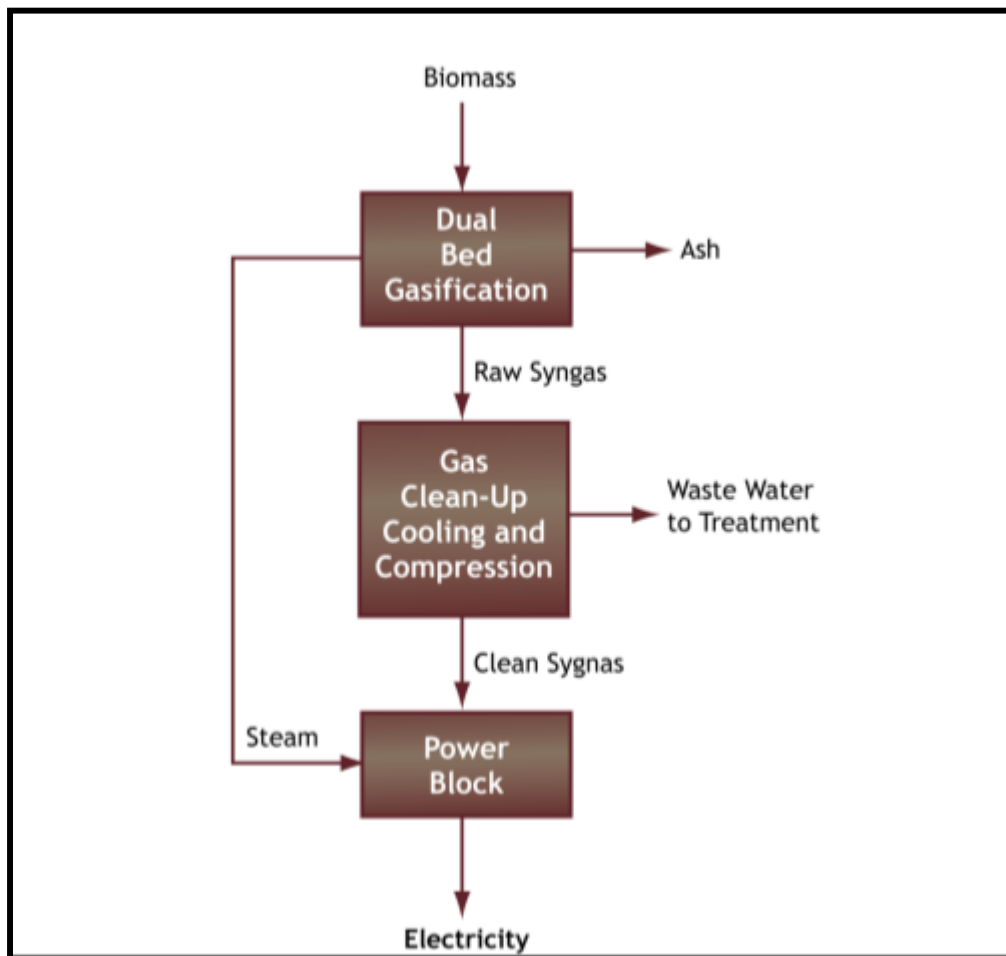 Biomass
Dual
Bed
Gasification
Ash
Raw Syngas
Gas
Clean-Up
Cooling and
Compression
Waste Water
to Treatment
Clean Sygnas
Steam
Power
Block
Electricity